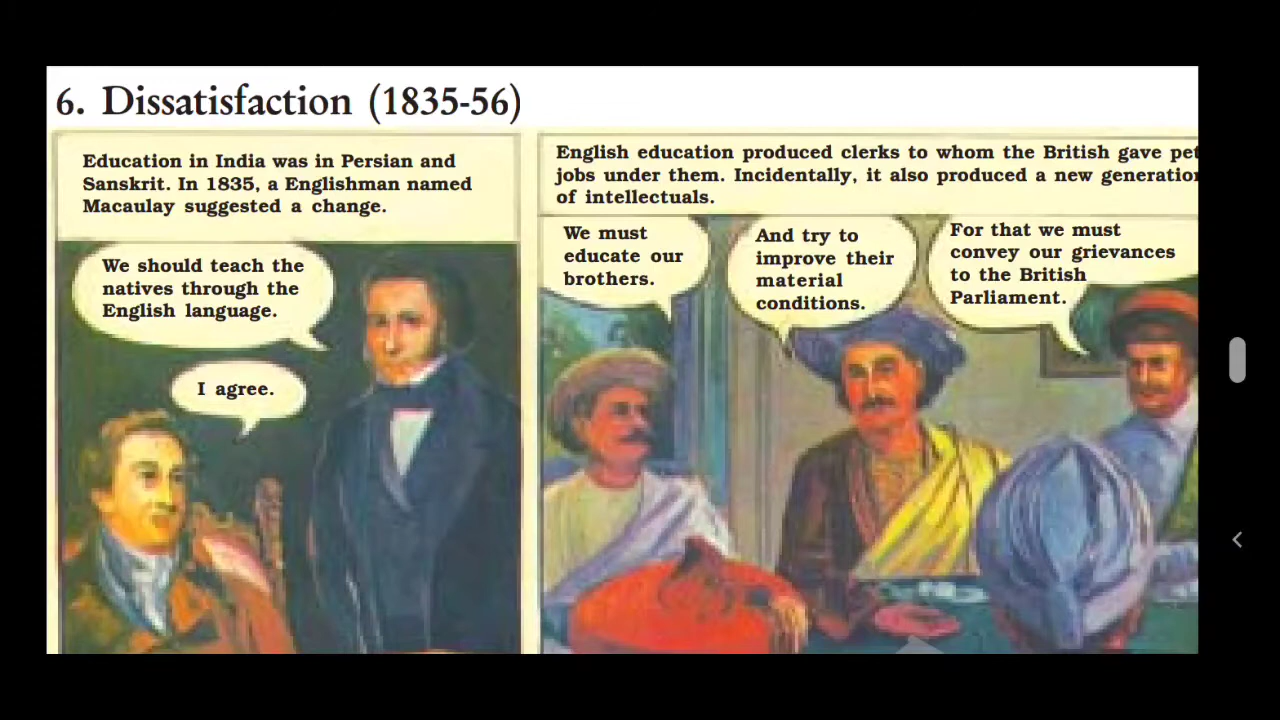 6. Dissatisfaction (1835-56)
Education in India was in Persian and
Sanskrit. In 1835, a Englishman named
Macaulay suggested a change.
We should teach the
natives through the
English language.
I agree.
English education produced clerks to whom the British gave pet
jobs under them. Incidentally, it also produced a new generation
of intellectuals.
We must
educate our
brothers.
And try to
improve their
material
conditions.
For that we must
convey our grievances
to the British
Parliament.